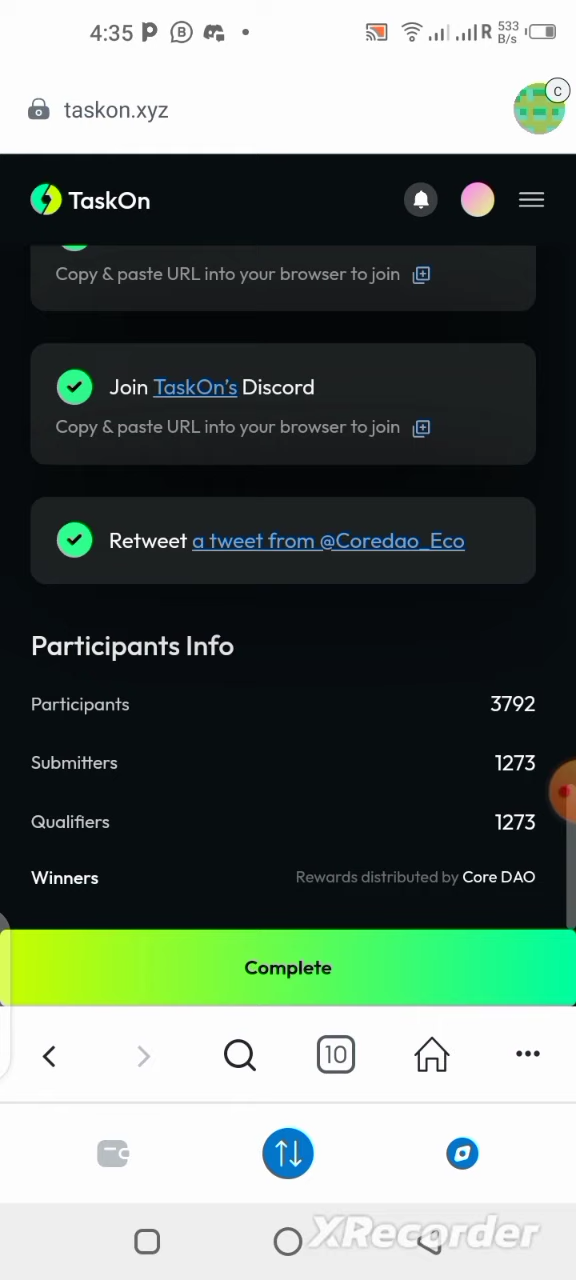 4:35
R 533 B/s
taskon.xyz
C
TaskOn
Copy & paste URL into your browser to join
Join TaskOn's Discord
Copy & paste URL into your browser to join
Retweet a tweet from @Coredao_Eco
Participants Info
Participants 3792
Submitters 1273
Qualifiers 1273
Winners Rewards distributed by Core DAO
Complete
10
XRecorder